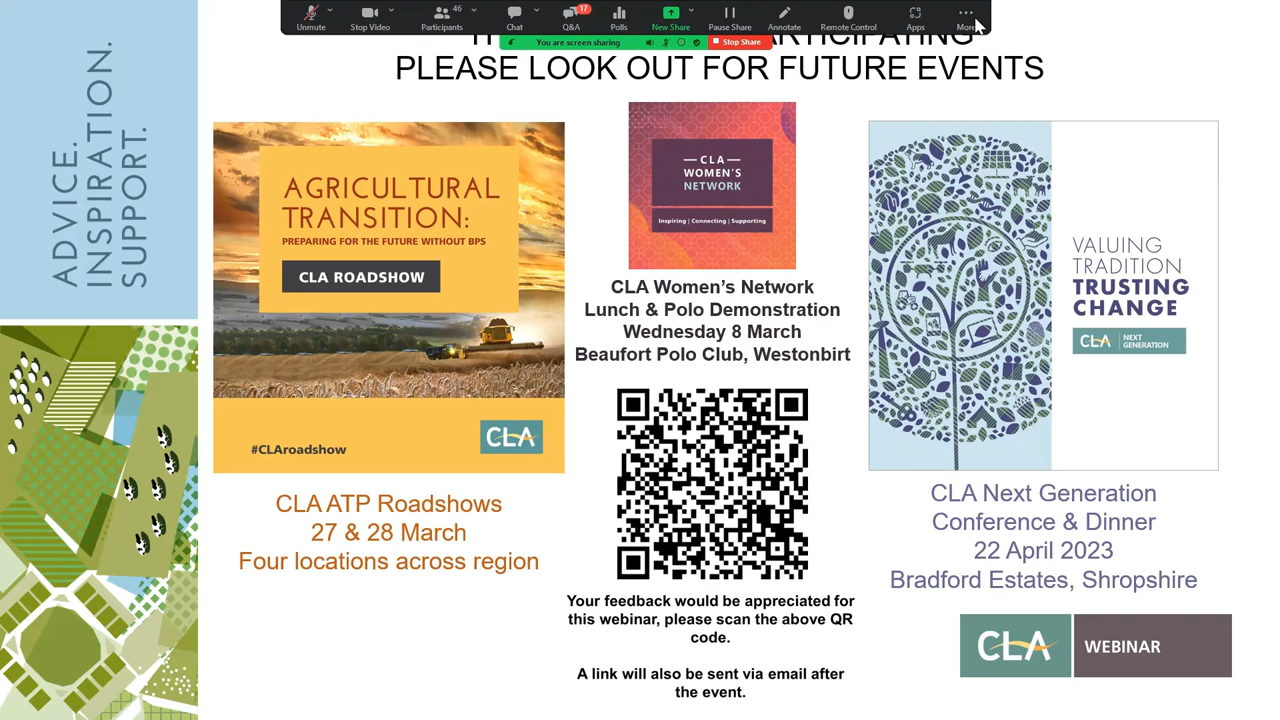 Unmute
Stop Video
46
Participants
Chat
17
Q&A
Polls
New Share
Pause Share
Annotate
Remote Control
Apps
More
You are screen sharing
Stop Share
PARTICIPATING
PLEASE LOOK OUT FOR FUTURE EVENTS
ADVICE.
INSPIRATION.
SUPPORT.
AGRICULTURAL
TRANSITION:
PREPARING FOR THE FUTURE WITHOUT BPS
CLA ROADSHOW
#CLAroadshow
CLA
CLA ATP Roadshows
27 & 28 March
Four locations across region
CLA
WOMEN'S
NETWORK
Inspiring | Connecting | Supporting
CLA Women’s Network
Lunch & Polo Demonstration
Wednesday 8 March
Beaufort Polo Club, Westonbirt
Your feedback would be appreciated for
this webinar, please scan the above QR
code.
A link will also be sent via email after
the event.
VALUING
TRADITION
TRUSTING
CHANGE
CLA
NEXT
GENERATION
CLA Next Generation
Conference & Dinner
22 April 2023
Bradford Estates, Shropshire
CLA WEBINAR